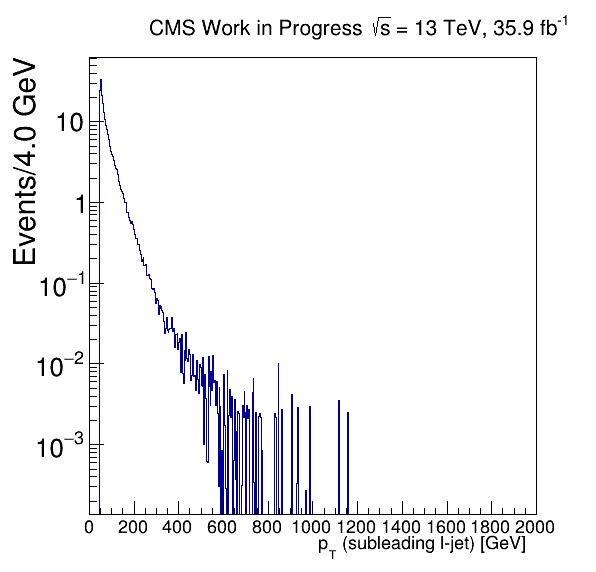 CMS Work in Progress √s = 13 TeV, 35.9 fb⁻¹
Events/4.0 GeV
10
1
10⁻¹
10⁻²
10⁻³
0 200 400 600 800 1000 1200 1400 1600 1800 2000
p_T (subleading l-jet) [GeV]